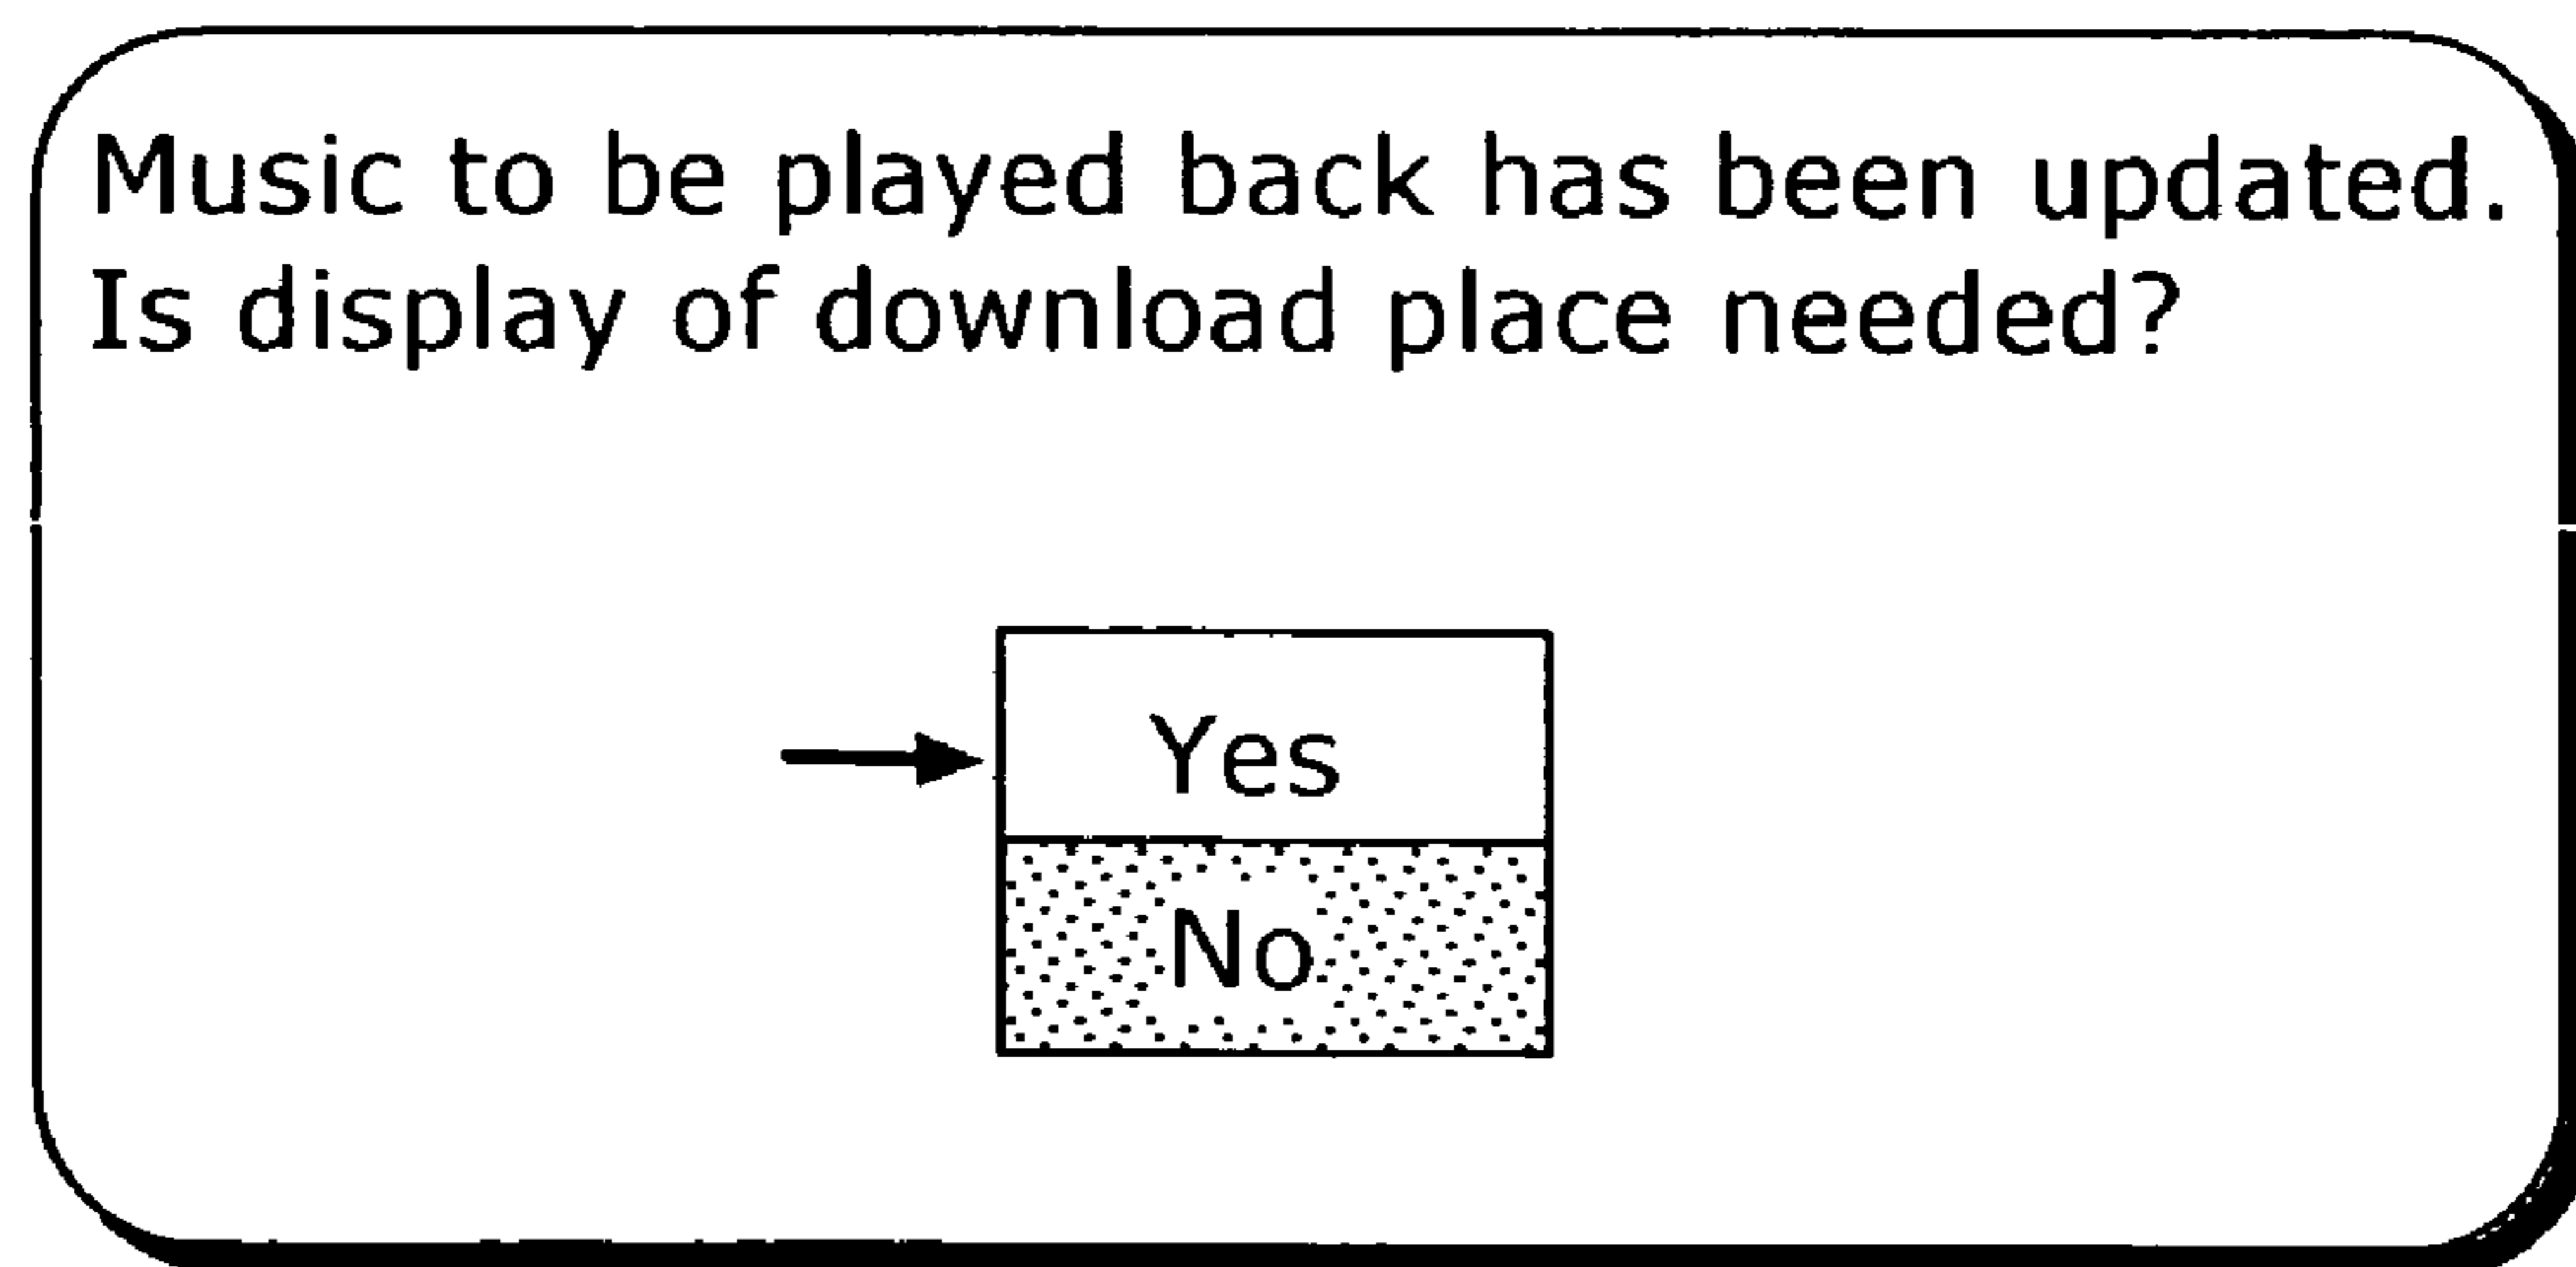 Music to be played back has been updated.
Is display of download place needed?
Yes
No